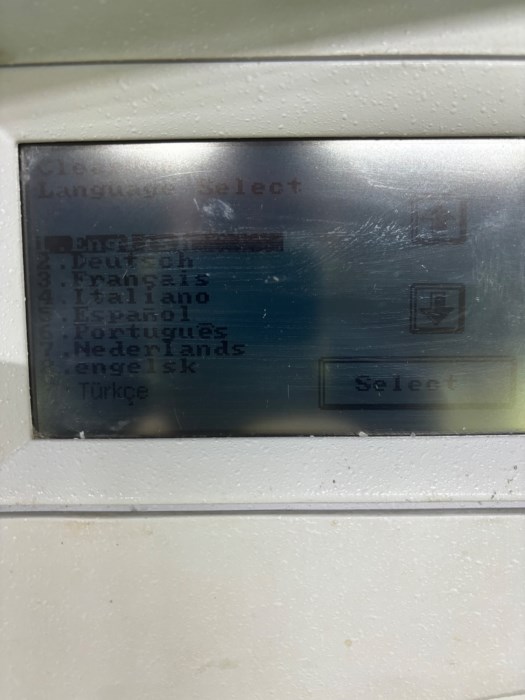 Language Select
1.English
2.Deutsch
3.Français
4.Italiano
5.Español
6.Portugues
7.Nederlands
8.engelsk
Türkçe
Select